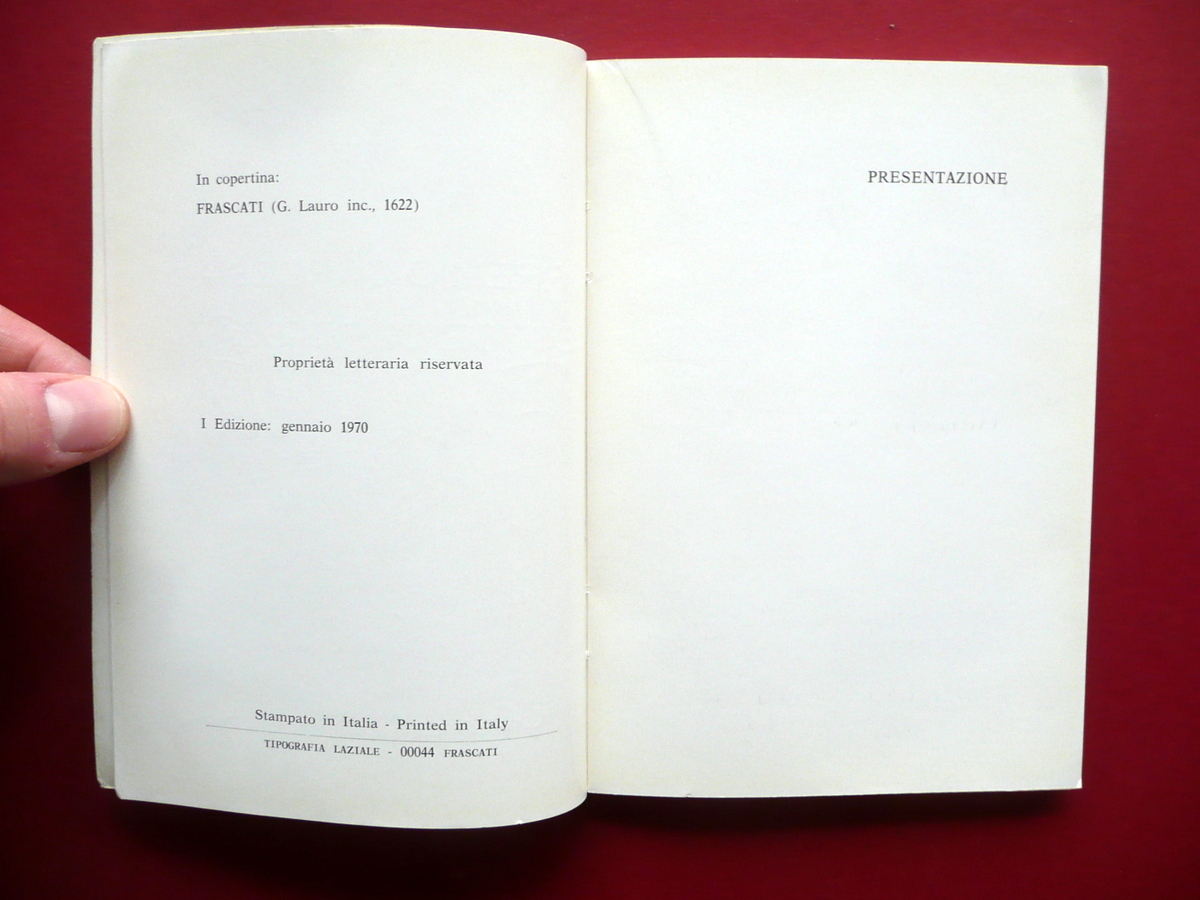 In copertina:
FRASCATI (G. Lauro inc., 1622)
Proprietà letteraria riservata
I Edizione: gennaio 1970
Stampato in Italia - Printed in Italy
TIPOGRAFIA LAZIALE - 00044 FRASCATI
PRESENTAZIONE